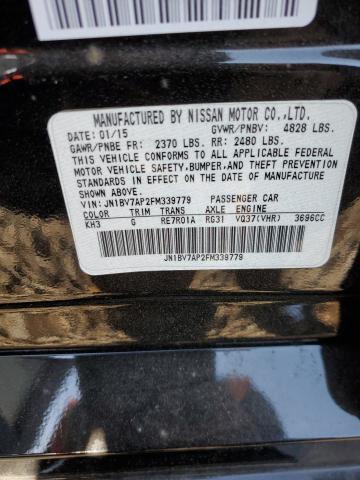 MANUFACTURED BY NISSAN MOTOR CO.,LTD.
DATE: 01/15 GVWR/PNBV: 4828 LBS.
GAWR/PNBE FR: 2370 LBS. RR: 2480 LBS.
THIS VEHICLE CONFORMS TO ALL APPLICABLE FEDERAL
MOTOR VEHICLE SAFETY,BUMPER,AND THEFT PREVENTION
STANDARDS IN EFFECT ON THE DATE OF MANUFACTURE
SHOWN ABOVE.
VIN: JN1BV7AP2FM339779 PASSENGER CAR
COLOR TRIM TRANS AXLE ENGINE
KH3 G RE7R01A RG31 VQ37(VHR) 3696CC
JN1BV7AP2FM339779